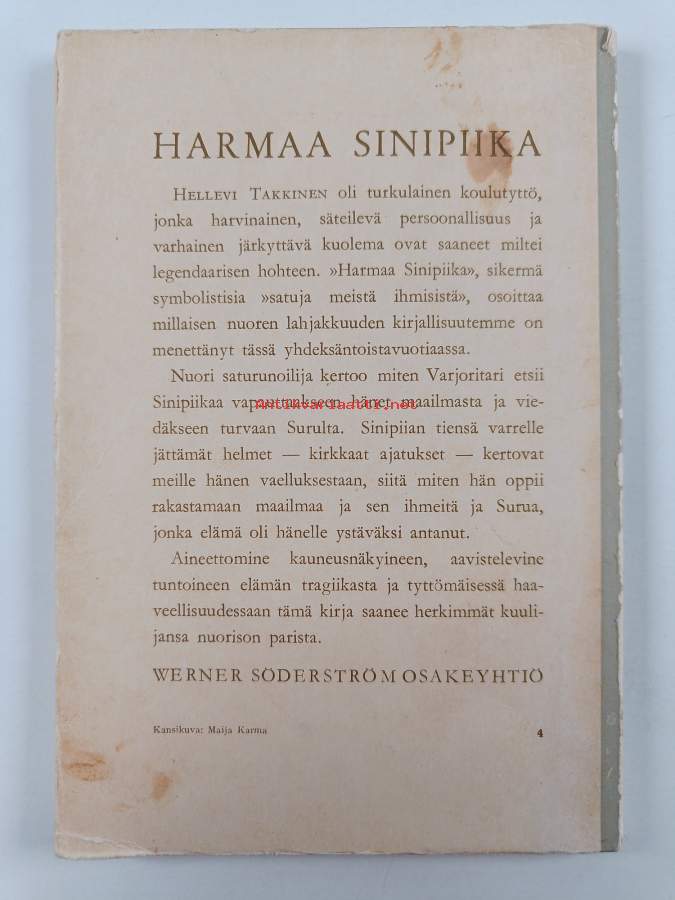 HARMAA SINIPIIKA
HELLEVI TAKKINEN oli turkulainen koulutyttö,
jonka harvinainen, säteilevä persoonallisuus ja
varhainen järkyttävä kuolema ovat saaneet miltei
legendaarisen hohteen. »Harmaa Sinipiika», sikermä
symbolistisia »satuja meistä ihmisistä», osoittaa
millaisen nuoren lahjakkuuden kirjallisuutemme on
menettänyt tässä yhdeksäntoistavuotiaassa.
Nuori saturunoilija kertoo miten Varjoritari etsii
Sinipiikaa vapauttaakseen hänet maailmasta ja vie-
Antikvariaatti.net
däkseen turvaan Surulta. Sinipiian tiensä varrelle
jättämät helmet — kirkkaat ajatukset — kertovat
meille hänen vaelluksestaan, siitä miten hän oppii
rakastamaan maailmaa ja sen ihmeitä ja Surua,
jonka elämä oli hänelle ystäväksi antanut.
Aineettomine kauneusnäkyineen, aavistelevine
tuntoineen elämän tragiikasta ja tyttömäisessä haa-
veellisuudessaan tämä kirja saanee herkimmät kuuli-
jansa nuorison parista.
WERNER SÖDERSTRÖM OSAKEYHTIÖ
Kansikuva: Maija Karma
4